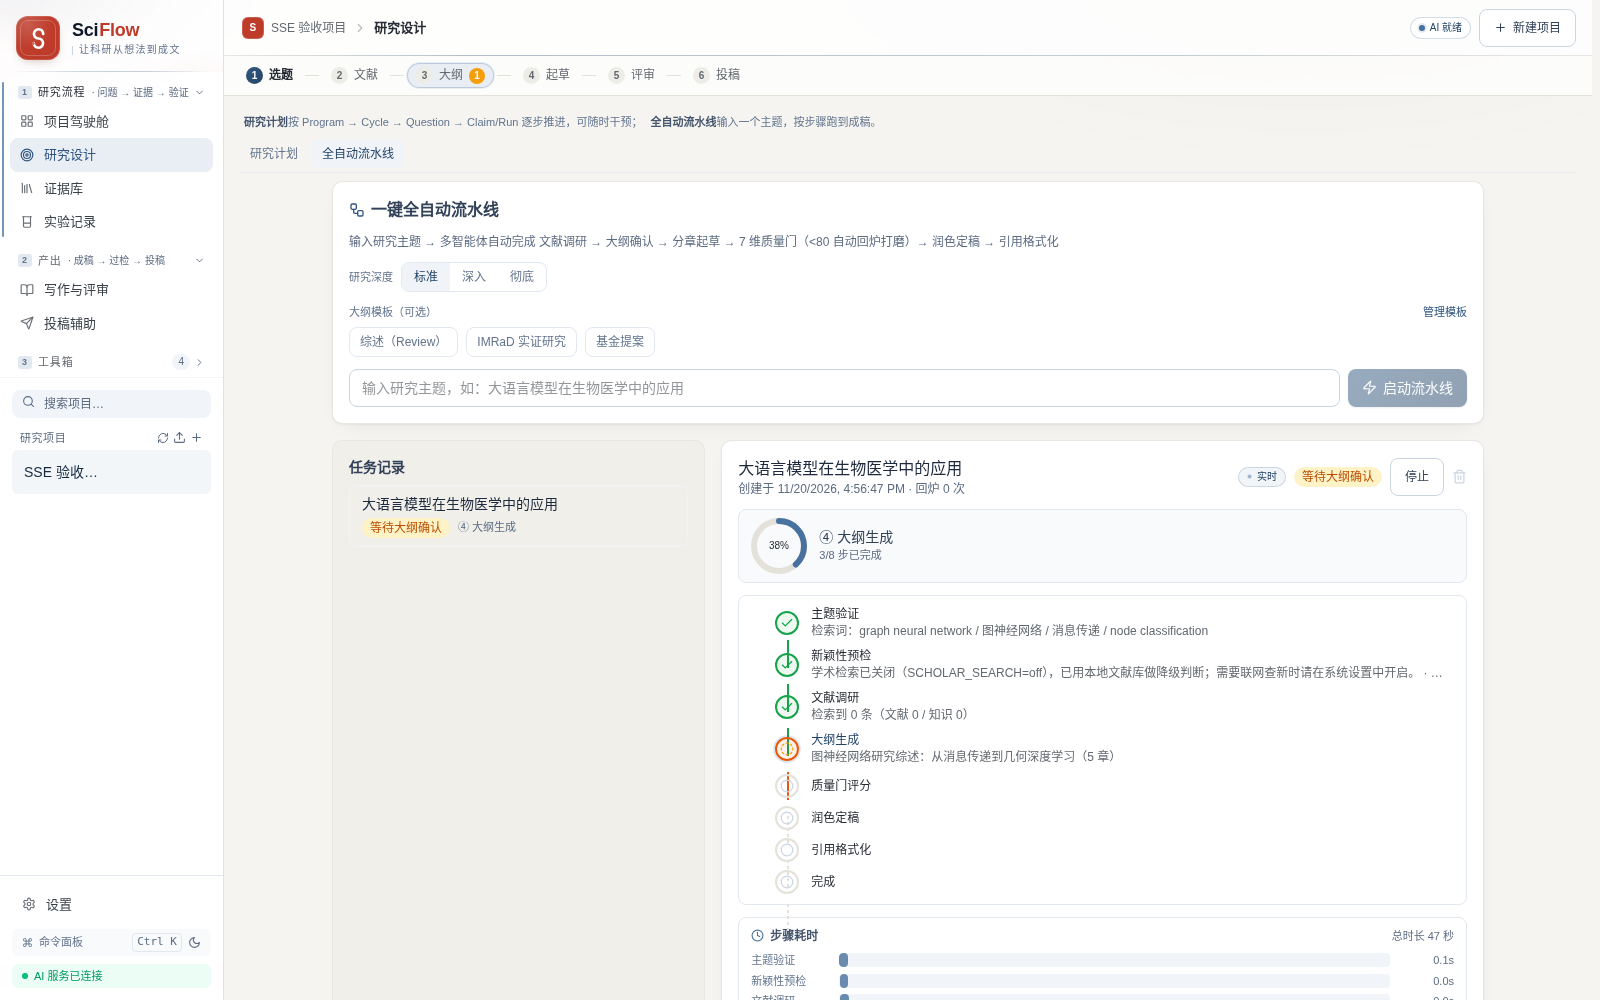 SciFlow
让科研从想法到成文
1 研究流程 · 问题 → 证据 → 验证
项目驾驶舱
研究设计
证据库
实验记录
2 产出 · 成稿 → 过检 → 投稿
写作与评审
投稿辅助
3 工具箱 4
搜索项目…
研究项目
SSE 验收…
设置
⌘ 命令面板 Ctrl K
AI 服务已连接
S SSE 验收项目 > 研究设计
AI 就绪
+ 新建项目
1 选题 — 2 文献 — 3 大纲 1 — 4 起草 — 5 评审 — 6 投稿
研究计划按 Program → Cycle → Question → Claim/Run 逐步推进，可随时干预； 全自动流水线输入一个主题，按步骤跑到成稿。
研究计划 全自动流水线
一键全自动流水线
输入研究主题 → 多智能体自动完成 文献调研 → 大纲确认 → 分章起草 → 7 维质量门（<80 自动回炉打磨）→ 润色定稿 → 引用格式化
研究深度 标准 深入 彻底
大纲模板（可选） 管理模板
综述（Review） IMRaD 实证研究 基金提案
输入研究主题，如：大语言模型在生物医学中的应用 启动流水线
任务记录
大语言模型在生物医学中的应用
等待大纲确认 ④ 大纲生成
大语言模型在生物医学中的应用
创建于 11/20/2026, 4:56:47 PM · 回炉 0 次
实时 等待大纲确认 停止
38%
④ 大纲生成
3/8 步已完成
主题验证
检索词：graph neural network / 图神经网络 / 消息传递 / node classification
新颖性预检
学术检索已关闭（SCHOLAR_SEARCH=off），已用本地文献库做降级判断；需要联网查新时请在系统设置中开启。 · …
文献调研
检索到 0 条（文献 0 / 知识 0）
大纲生成
图神经网络研究综述：从消息传递到几何深度学习（5 章）
质量门评分
润色定稿
引用格式化
完成
步骤耗时 总时长 47 秒
主题验证 0.1s
新颖性预检 0.0s
文献调研 0.0s